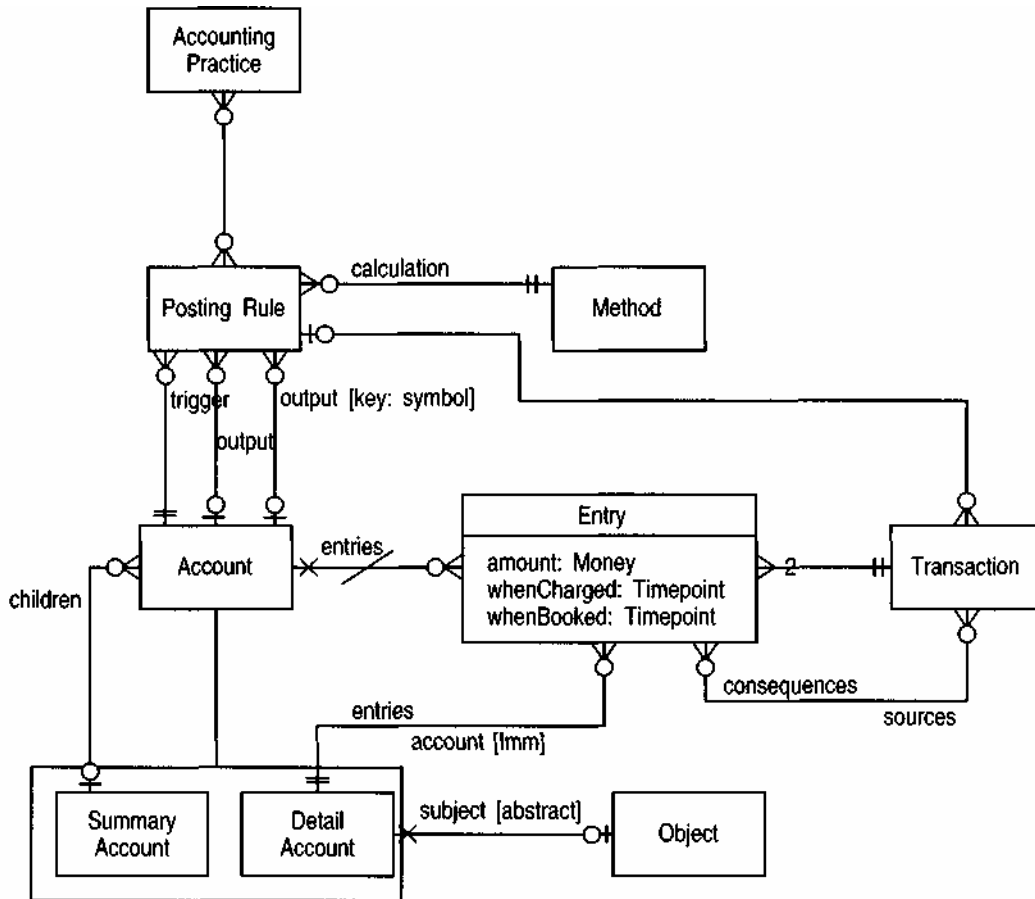 Accounting
Practice
calculation
Posting Rule
Method
trigger
output [key: symbol]
output
Entry
entries
Account
amount: Money
whenCharged: Timepoint
whenBooked: Timepoint
2
Transaction
children
consequences
sources
entries
account [Imm]
subject [abstract]
Summary
Account
Detail
Account
Object